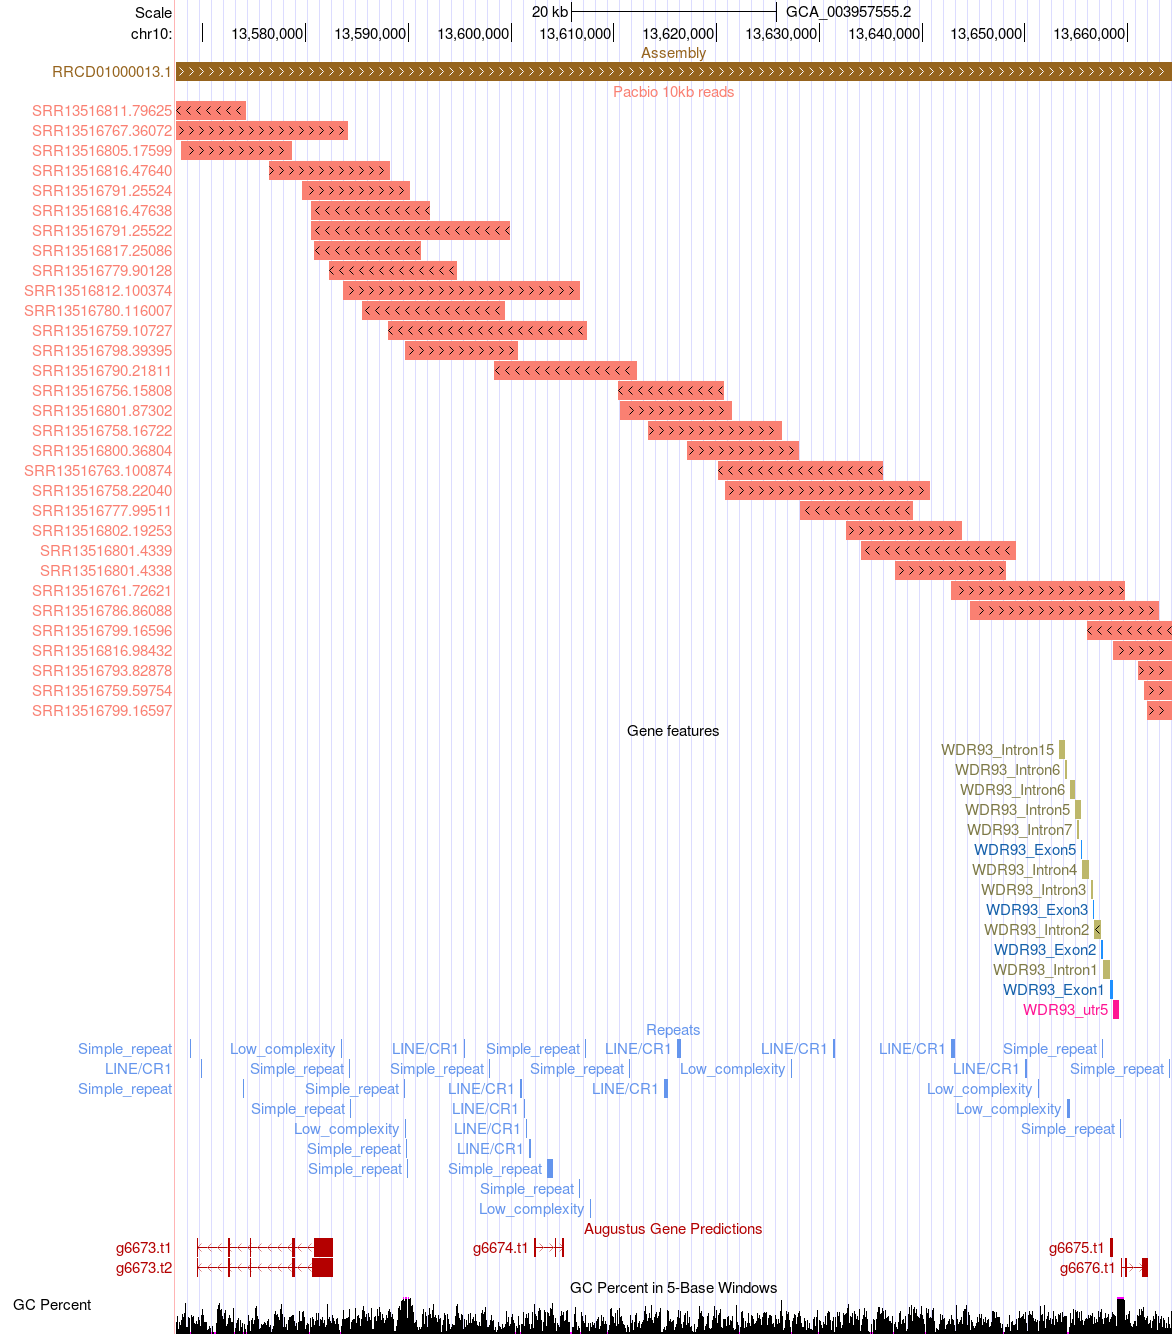 Scale 20 kb GCA_003957555.2
chr10: 13,580,000 13,590,000 13,600,000 13,610,000 13,620,000 13,630,000 13,640,000 13,650,000 13,660,000
Assembly
RRCD01000013.1
Pacbio 10kb reads
SRR13516811.79625
SRR13516767.36072
SRR13516805.17599
SRR13516816.47640
SRR13516791.25524
SRR13516816.47638
SRR13516791.25522
SRR13516817.25086
SRR13516779.90128
SRR13516812.100374
SRR13516780.116007
SRR13516759.10727
SRR13516798.39395
SRR13516790.21811
SRR13516756.15808
SRR13516801.87302
SRR13516758.16722
SRR13516800.36804
SRR13516763.100874
SRR13516758.22040
SRR13516777.99511
SRR13516802.19253
SRR13516801.4339
SRR13516801.4338
SRR13516761.72621
SRR13516786.86088
SRR13516799.16596
SRR13516816.98432
SRR13516793.82878
SRR13516759.59754
SRR13516799.16597
Gene features
WDR93_Intron15
WDR93_Intron6
WDR93_Intron6
WDR93_Intron5
WDR93_Intron7
WDR93_Exon5
WDR93_Intron4
WDR93_Intron3
WDR93_Exon3
WDR93_Intron2
WDR93_Exon2
WDR93_Intron1
WDR93_Exon1
WDR93_utr5
Repeats
Simple_repeat Low_complexity LINE/CR1 Simple_repeat LINE/CR1 LINE/CR1 LINE/CR1 Simple_repeat
LINE/CR1 Simple_repeat Simple_repeat Simple_repeat Low_complexity LINE/CR1 Simple_repeat
Simple_repeat Simple_repeat LINE/CR1 LINE/CR1 Low_complexity
Simple_repeat LINE/CR1 Low_complexity
Low_complexity LINE/CR1 Simple_repeat
Simple_repeat LINE/CR1
Simple_repeat Simple_repeat
Simple_repeat
Low_complexity
Augustus Gene Predictions
g6673.t1 g6674.t1 g6675.t1
g6673.t2 g6676.t1
GC Percent in 5-Base Windows
GC Percent